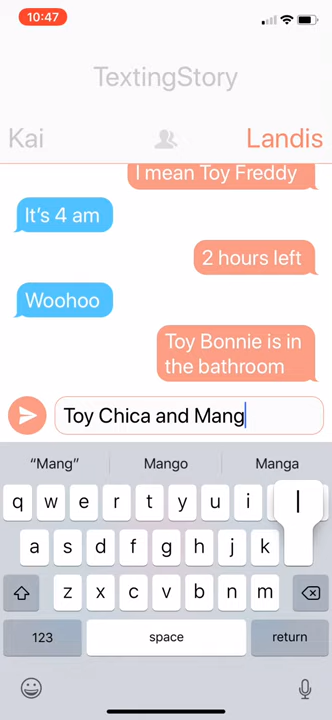 10:47
TextingStory
Kai
Landis
I mean Toy Freddy
It's 4 am
2 hours left
Woohoo
Toy Bonnie is in
the bathroom
Toy Chica and Mang
“Mang”
Mango
Manga
q w e r t y u i l
a s d f g h j k
z x c v b n m
123
space
return